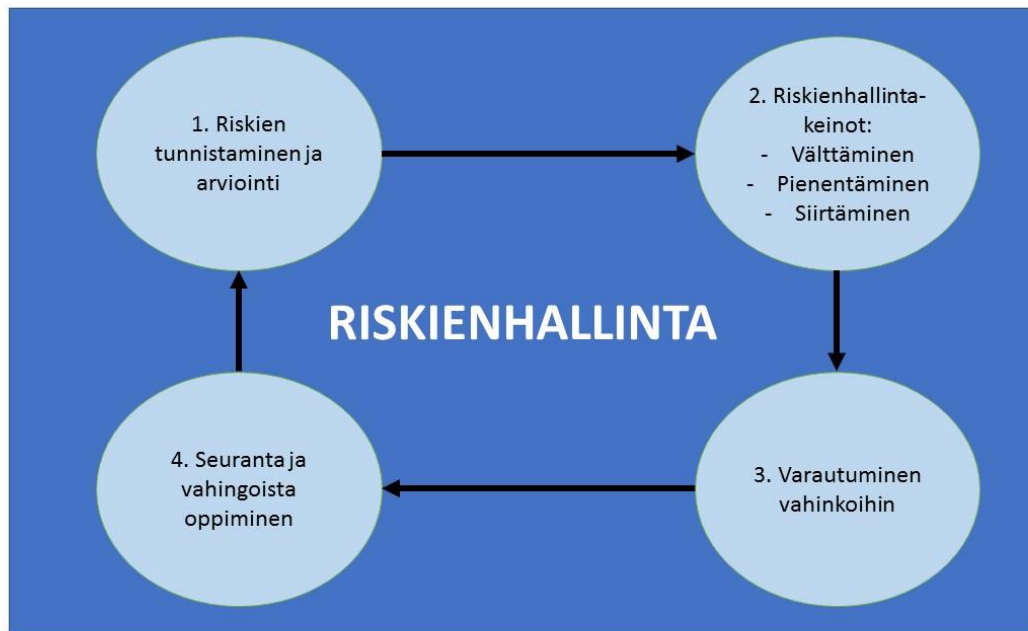 1. Riskien
tunnistaminen ja
arviointi
2. Riskienhallinta-
keinot:
- Välttäminen
- Pienentäminen
- Siirtäminen
RISKIENHALLINTA
3. Varautuminen
vahinkoihin
4. Seuranta ja
vahingoista
oppiminen